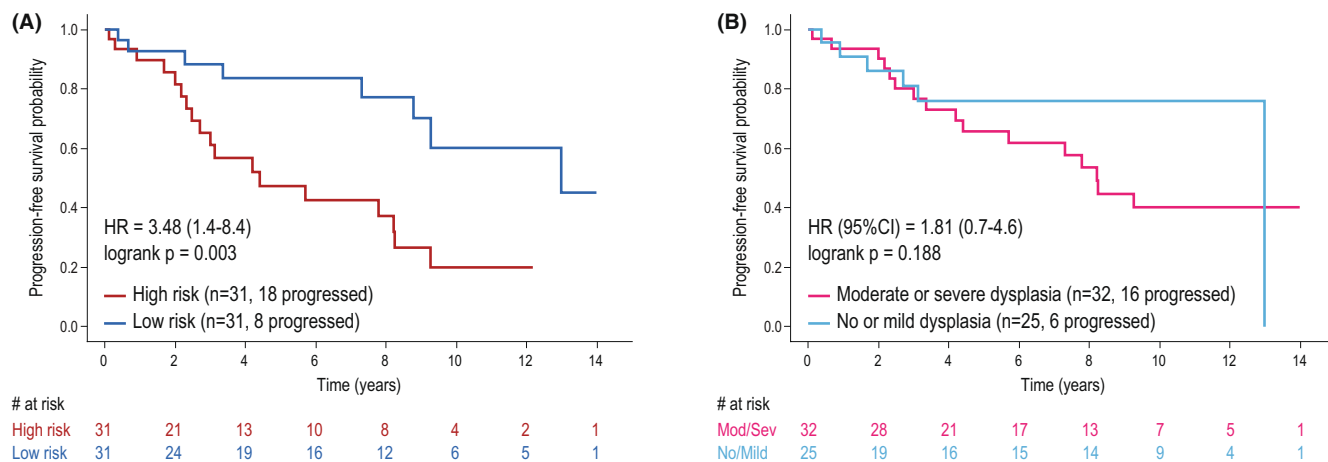 (A)
Progression-free survival probability
1.0
0.8
0.6
0.4
0.2
0.0
HR = 3.48 (1.4-8.4)
logrank p = 0.003
High risk (n=31, 18 progressed)
Low risk (n=31, 8 progressed)
0 2 4 6 8 10 12 14
Time (years)
# at risk
High risk 31 21 13 10 8 4 2 1
Low risk 31 24 19 16 12 6 5 1
(B)
Progression-free survival probability
1.0
0.8
0.6
0.4
0.2
0.0
HR (95%CI) = 1.81 (0.7-4.6)
logrank p = 0.188
Moderate or severe dysplasia (n=32, 16 progressed)
No or mild dysplasia (n=25, 6 progressed)
0 2 4 6 8 10 12 14
Time (years)
# at risk
Mod/Sev 32 28 21 17 13 7 5 1
No/Mild 25 19 16 15 14 9 4 1